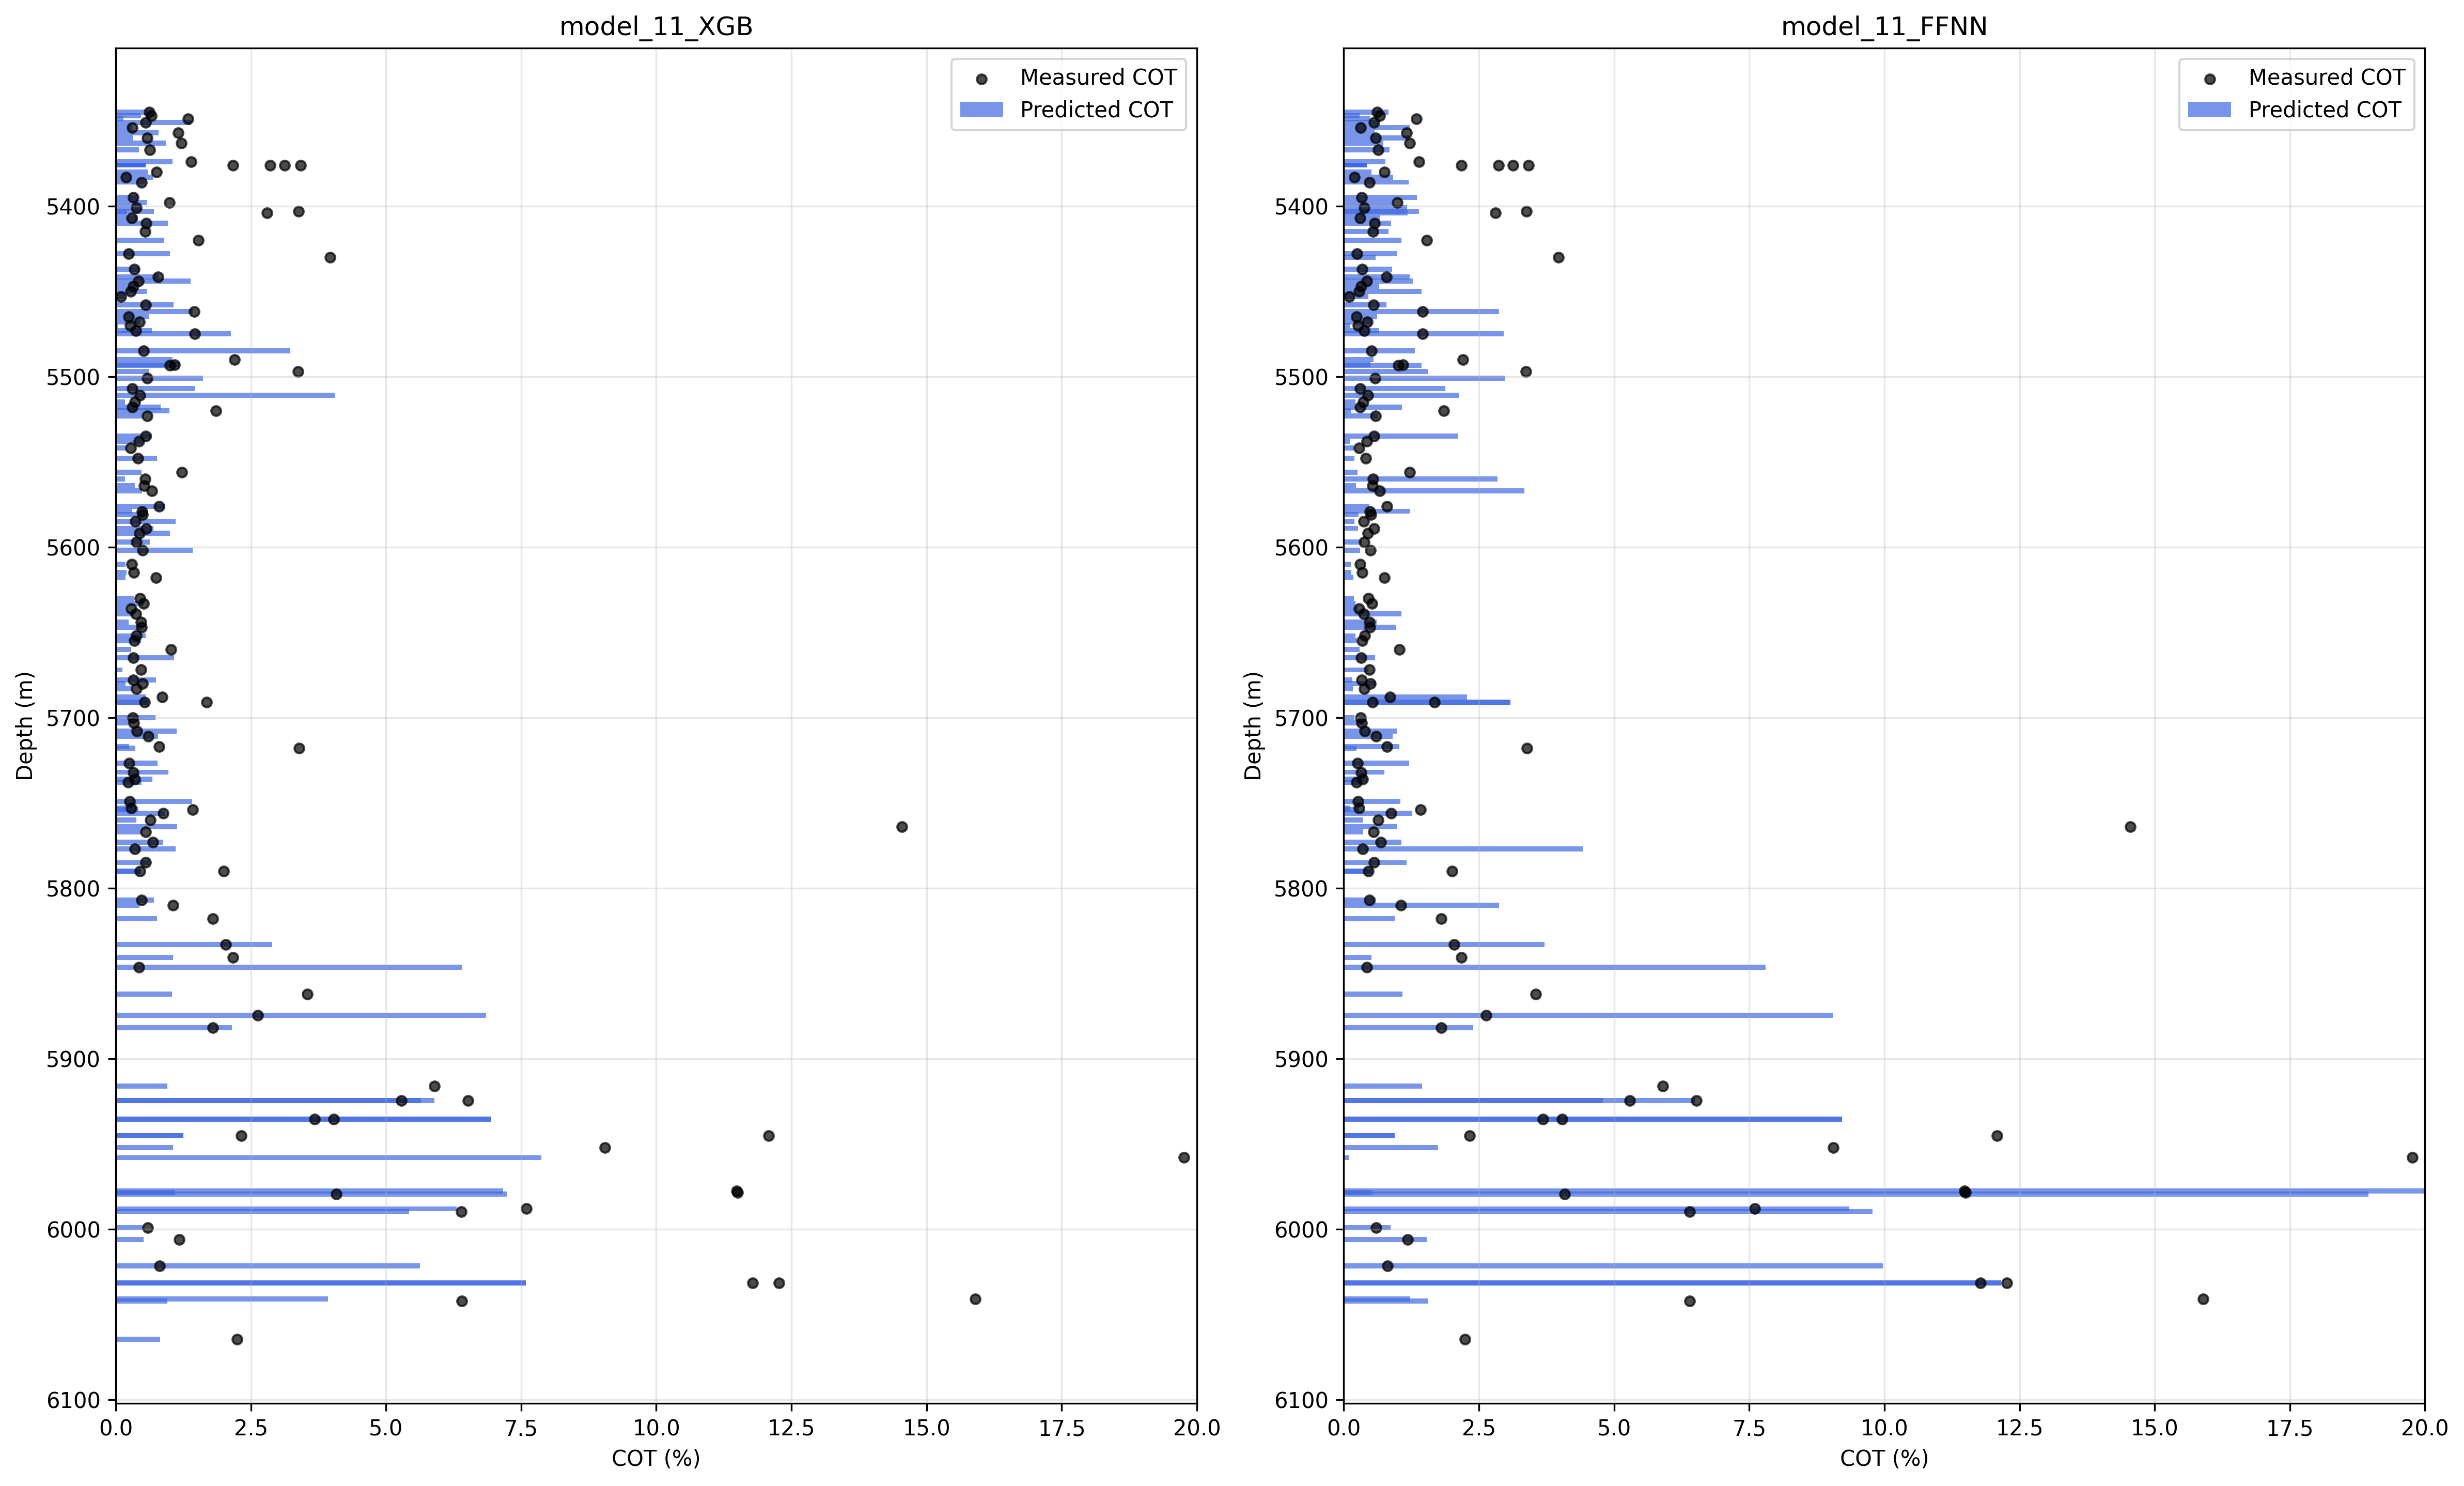 model_11_XGB
Measured COT
Predicted COT
Depth (m)
5400
5500
5600
5700
5800
5900
6000
6100
0.0 2.5 5.0 7.5 10.0 12.5 15.0 17.5 20.0
COT (%)
model_11_FFNN
Measured COT
Predicted COT
Depth (m)
5400
5500
5600
5700
5800
5900
6000
6100
0.0 2.5 5.0 7.5 10.0 12.5 15.0 17.5 20.0
COT (%)